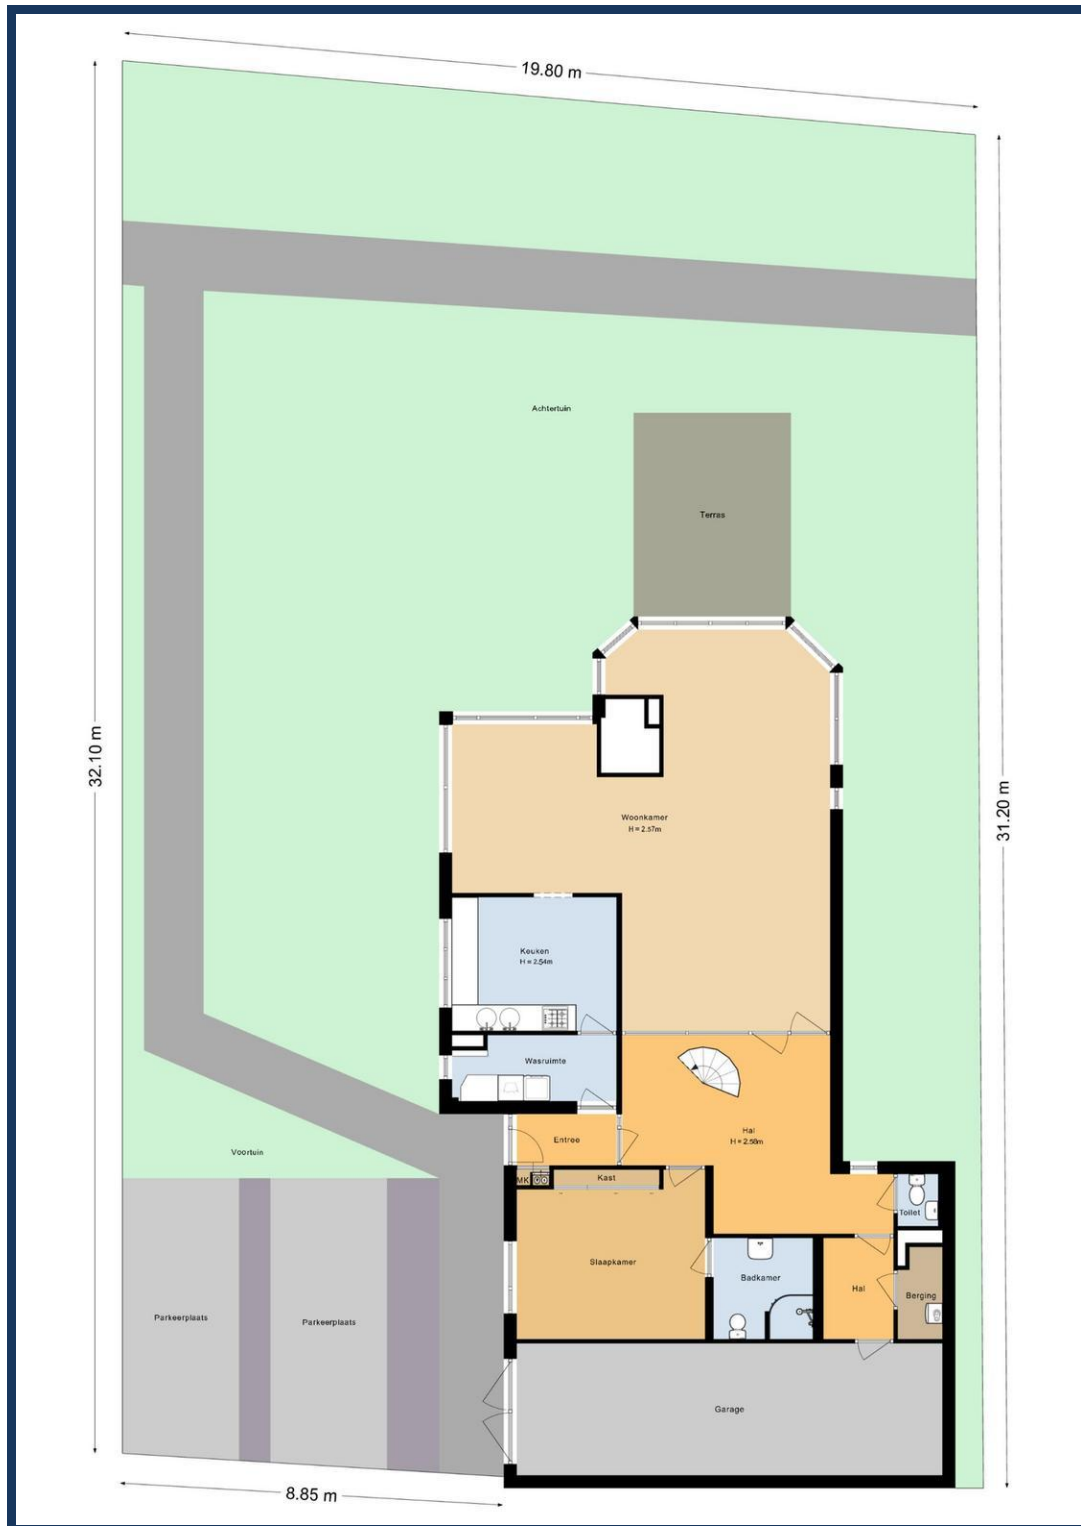 19.80 m
Achtertuin
Terras
32.10 m
31.20 m
Woonkamer
H = 2.57m
Keuken
H = 2.54m
Wasruimte
Hal
H = 2.56m
Entree
Voortuin
MK
Kast
Toilet
Slaapkamer
Badkamer
Hal
Berging
Parkeerplaats
Parkeerplaats
Garage
8.85 m